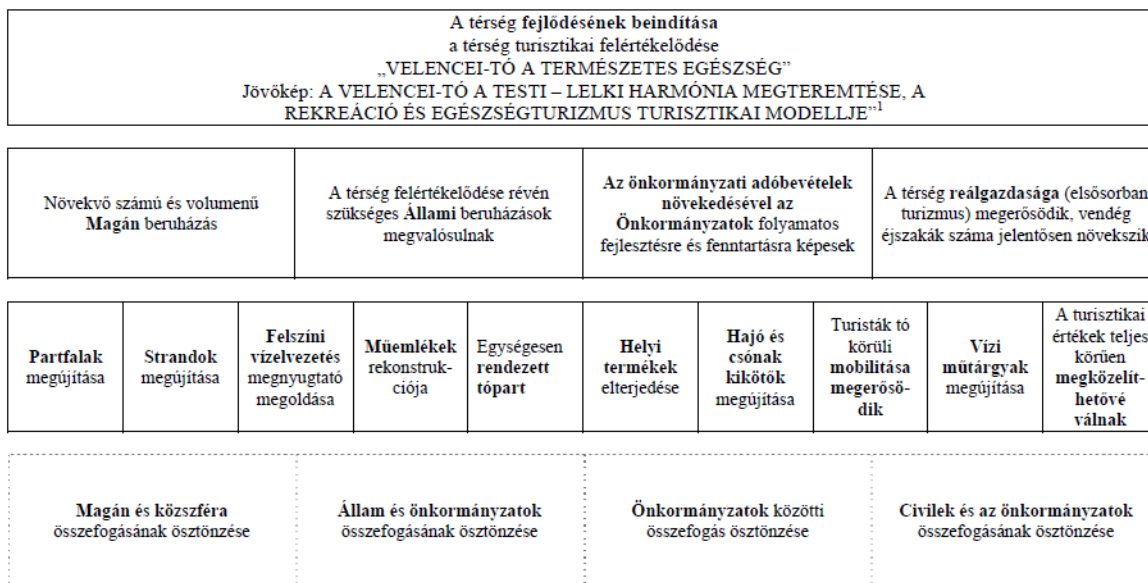 A térség fejlődésének beindítása
a térség turisztikai felértékelődése
„VELENCEI-TÓ A TERMÉSZETES EGÉSZSÉG”
Jövőkép: A VELENCEI-TÓ A TESTI – LELKI HARMÓNIA MEGTEREMTÉSE, A
REKREÁCIÓ ÉS EGÉSZSÉGTURIZMUS TURISZTIKAI MODELLJE”1
Növekvő számú és volumenű
Magán beruházás
A térség felértékelődése révén
szükséges Állami beruházások
megvalósulnak
Az önkormányzati adóbevételek
növekedésével az
Önkormányzatok folyamatos
fejlesztésre és fenntartásra képesek
A térség reálgazdasága (elsősorban
turizmus) megerősödik, vendég
éjszakák száma jelentősen növekszik
Partfalak
megújítása
Strandok
megújítása
Felszíni
vízelvezetés
megnyugtató
megoldása
Műemlékek
rekonstruk-
ciója
Egységesen
rendezett
tópart
Helyi
termékek
elterjedése
Hajó és
csónak
kikötők
megújítása
Turisták tó
körüli
mobilitása
megerősö-
dik
Vízi
műtárgyak
megújítása
A turisztikai
értékek teljes
körűen
megközelít-
hetővé
válnak
Magán és közszféra
összefogásának ösztönzése
Állam és önkormányzatok
összefogásának ösztönzése
Önkormányzatok közötti
összefogás ösztönzése
Civilek és az önkormányzatok
összefogásának ösztönzése